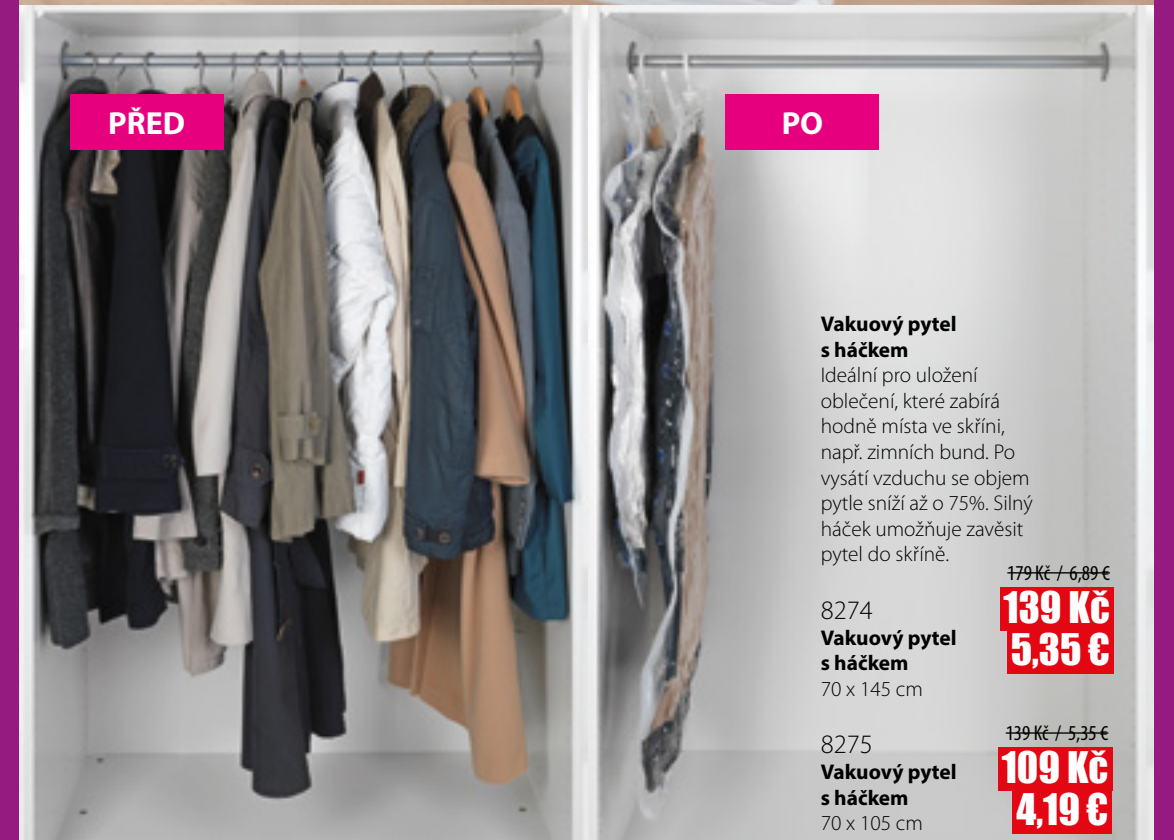 PŘED
PO
Vakuový pytel
s háčkem
Ideální pro uložení
oblečení, které zabírá
hodně místa ve skříni,
např. zimních bund. Po
vysátí vzduchu se objem
pytle sníží až o 75%. Silný
háček umožňuje zavěsit
pytel do skříně.
179 Kč / 6,89 €
139 Kč
5,35 €
8274
Vakuový pytel
s háčkem
70 x 145 cm
139 Kč / 5,35 €
109 Kč
4,19 €
8275
Vakuový pytel
s háčkem
70 x 105 cm